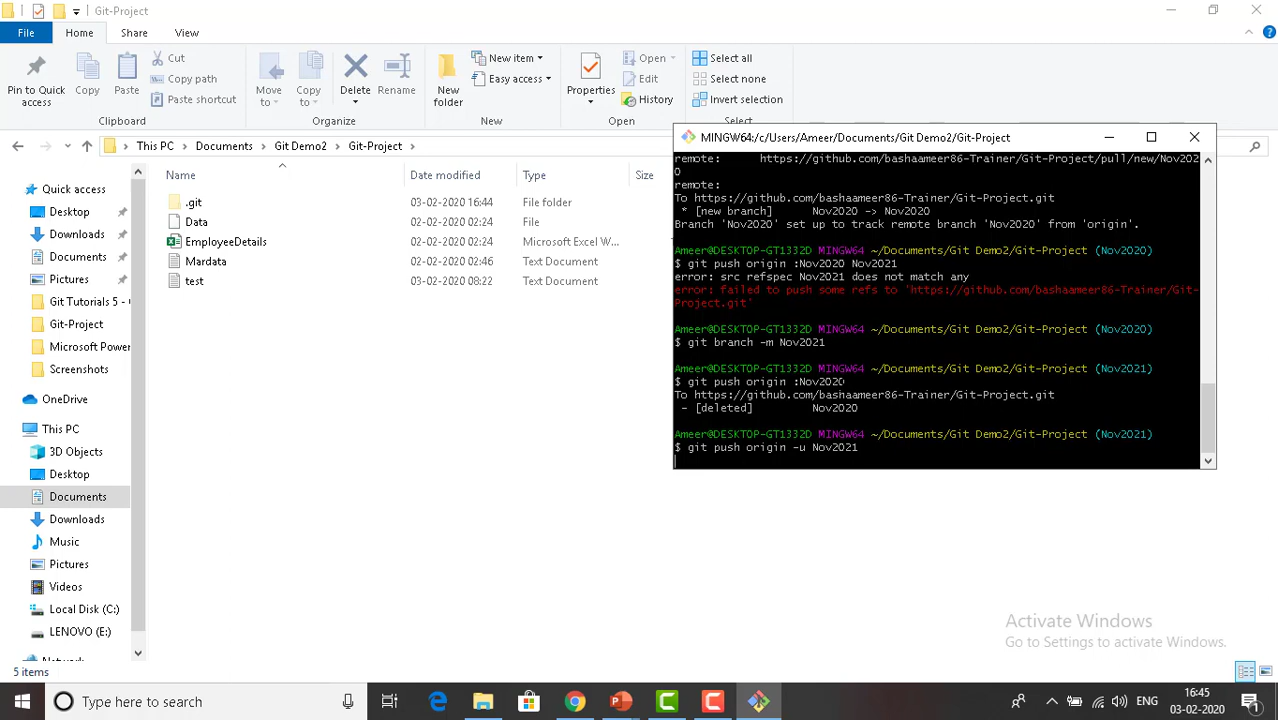 Git-Project
File
Home
Share
View
Pin to Quick access
Copy
Paste
Cut
Copy path
Paste shortcut
Move to
Copy to
Delete
Rename
New folder
New item
Easy access
Properties
Open
Edit
History
Select all
Select none
Invert selection
Organize
New
Open
Select
This PC
Documents
Git Demo2
Git-Project
Name
Date modified
Type
Size
.git
03-02-2020 16:44
File folder
Data
02-02-2020 02:24
File
EmployeeDetails
02-02-2020 02:24
Microsoft Excel W...
Mardata
02-02-2020 02:46
Text Document
test
03-02-2020 08:22
Text Document
Quick access
Desktop
Downloads
Documents
Pictures
Git Tutorials 5 -
Git-Project
Microsoft Power
Screenshots
OneDrive
This PC
3D Objects
Desktop
Documents
Downloads
Music
Pictures
Videos
Local Disk (C:)
LENOVO (E:)
5 items
MINGW64:/c/Users/Ameer/Documents/Git Demo2/Git-Project
remote: https://github.com/bashaameer86-Trainer/Git-Project/pull/new/Nov202
0
remote:
To https://github.com/bashaameer86-Trainer/Git-Project.git
* [new branch] Nov2020 -> Nov2020
Branch 'Nov2020' set up to track remote branch 'Nov2020' from 'origin'.
Ameer@DESKTOP-GT1332D MINGW64 ~/Documents/Git Demo2/Git-Project (Nov2020)
$ git push origin :Nov2020 Nov2021
error: src refspec Nov2021 does not match any
error: failed to push some refs to 'https://github.com/bashaameer86-Trainer/Git-
Project.git'
Ameer@DESKTOP-GT1332D MINGW64 ~/Documents/Git Demo2/Git-Project (Nov2020)
$ git branch -m Nov2021
Ameer@DESKTOP-GT1332D MINGW64 ~/Documents/Git Demo2/Git-Project (Nov2021)
$ git push origin :Nov2020
To https://github.com/bashaameer86-Trainer/Git-Project.git
- [deleted] Nov2020
Ameer@DESKTOP-GT1332D MINGW64 ~/Documents/Git Demo2/Git-Project (Nov2021)
$ git push origin -u Nov2021
Activate Windows
Go to Settings to activate Windows.
Type here to search
ENG
16:45
03-02-2020
1